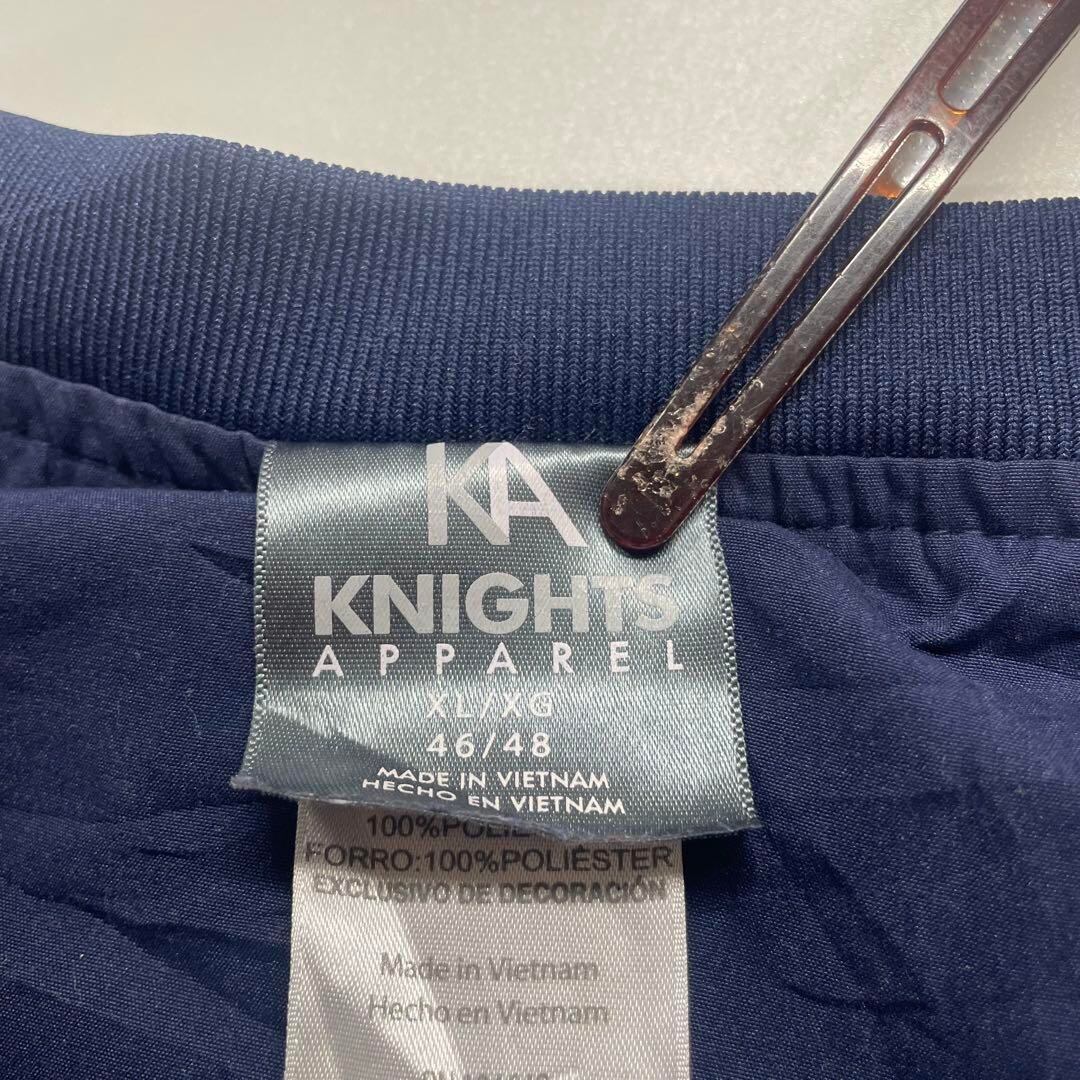 KA
KNIGHTS
APPAREL
XL/XG
46/48
MADE IN VIETNAM
HECHO EN VIETNAM
FORRO:100%POLIÉSTER
EXCLUSIVO DE DECORACIÓN
Made in Vietnam
Hecho en Vietnam